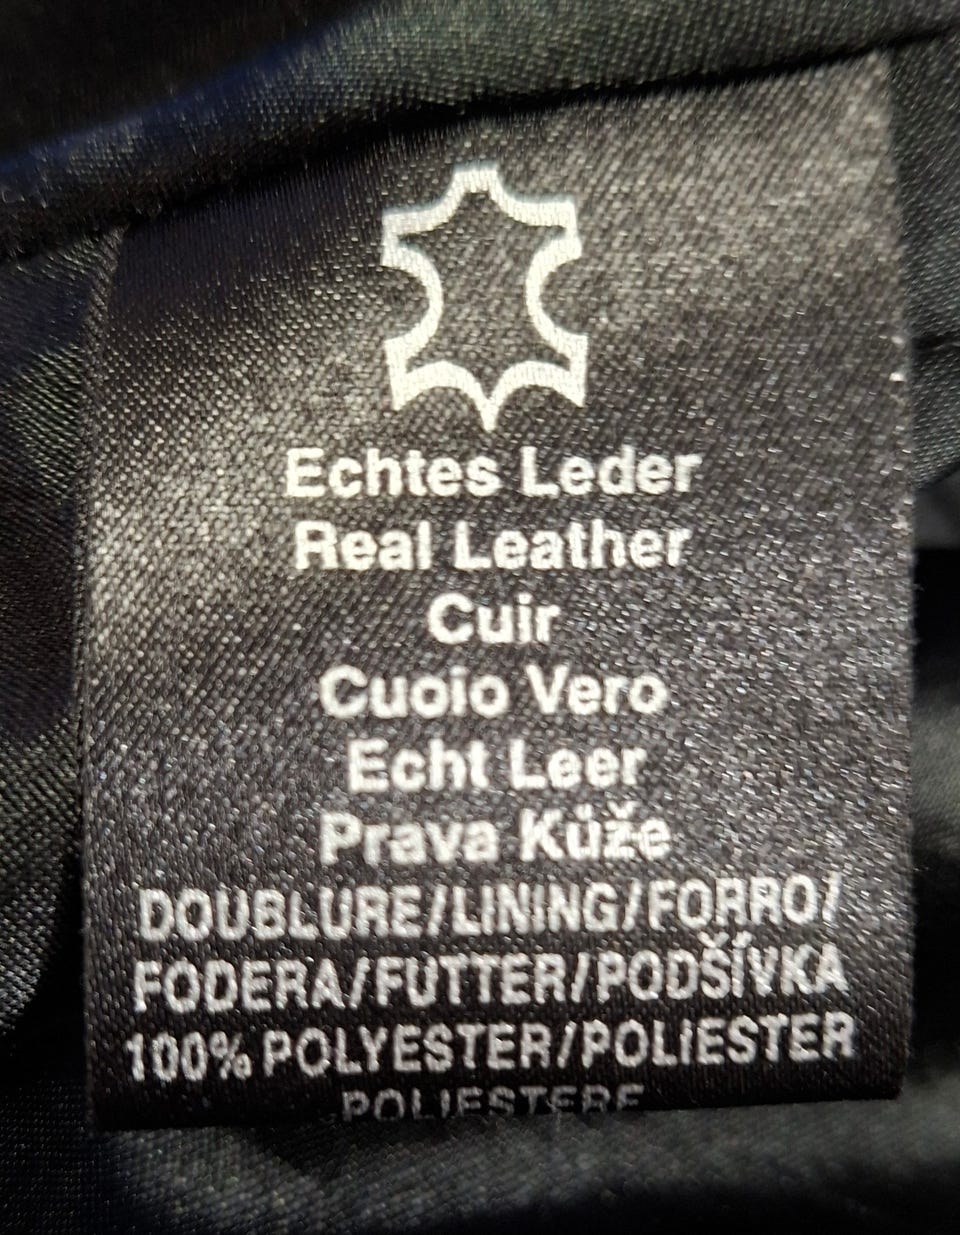 Echtes Leder
Real Leather
Cuir
Cuoio Vero
Echt Leer
Prava Kůže
DOUBLURE/LINING/FORRO/
FODERA/FUTTER/PODŠÍVKA
100% POLYESTER/POLIESTER
POLIESTERE